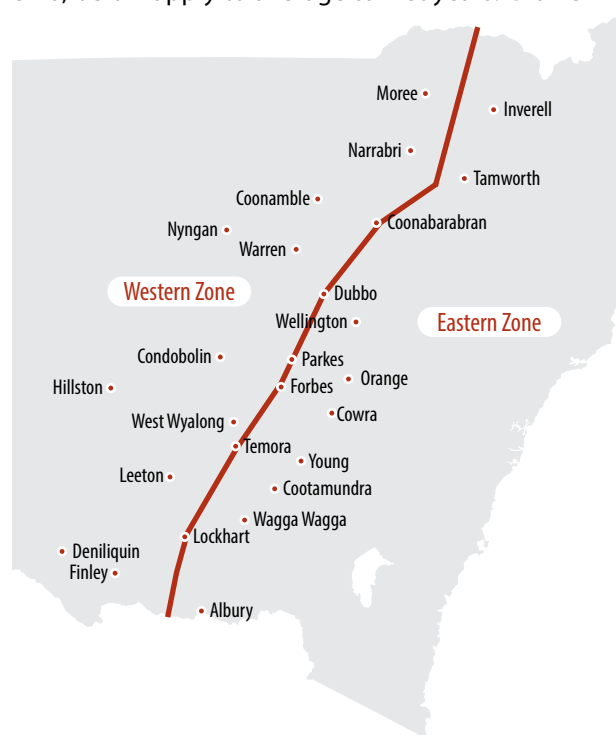 Moree
Inverell
Narrabri
Tamworth
Coonamble
Coonabarabran
Nyngan
Warren
Western Zone
Dubbo
Wellington
Eastern Zone
Condobolin
Parkes
Orange
Hillston
Forbes
Cowra
West Wyalong
Temora
Young
Leeton
Cootamundra
Wagga Wagga
Lockhart
Deniliquin
Finley
Albury